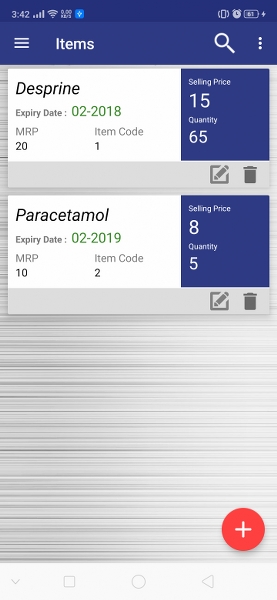 3:42
0.00
KB/S
61
Items
Desprine
Expiry Date : 02-2018
MRP
Item Code
20
1
Selling Price
15
Quantity
65
Paracetamol
Expiry Date : 02-2019
MRP
Item Code
10
2
Selling Price
8
Quantity
5